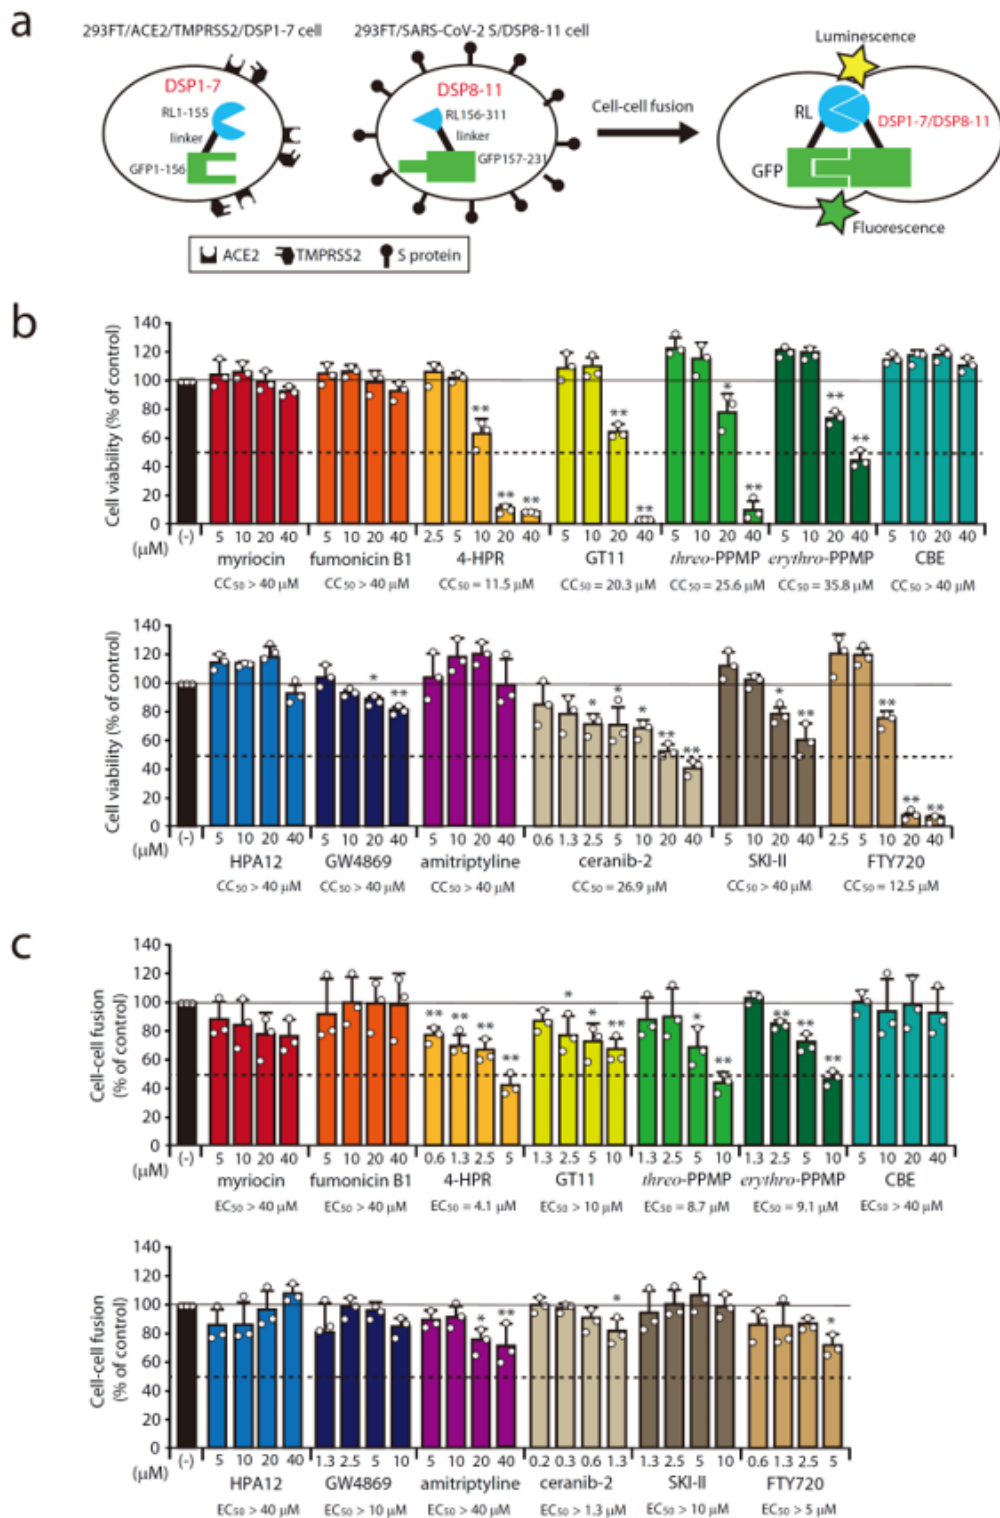 a
293FT/ACE2/TMPRSS2/DSP1-7 cell
293FT/SARS-CoV-2 S/DSP8-11 cell
DSP1-7
RL1-155
linker
GFP1-156
DSP8-11
RL156-311
linker
GFP157-231
Cell-cell fusion
Luminescence
RL
DSP1-7/DSP8-11
GFP
Fluorescence
ACE2 TMPRSS2 S protein
b
Cell viability (% of control)
140
120
100
80
60
40
20
0
** ** ** ** ** * ** ** **
(μM) (-) 5 10 20 40 5 10 20 40 2.5 5 10 20 40 5 10 20 40 5 10 20 40 5 10 20 40 5 10 20 40
myriocin fumonicin B1 4-HPR GT11 threo-PPMP erythro-PPMP CBE
CC50 > 40 μM CC50 > 40 μM CC50 = 11.5 μM CC50 = 20.3 μM CC50 = 25.6 μM CC50 = 35.8 μM CC50 > 40 μM
Cell viability (% of control)
140
120
100
80
60
40
20
0
* ** * * * ** ** * ** ** ** **
(μM) (-) 5 10 20 40 5 10 20 40 5 10 20 40 0.6 1.3 2.5 5 10 20 40 5 10 20 40 2.5 5 10 20 40
HPA12 GW4869 amitriptyline ceranib-2 SKI-II FTY720
CC50 > 40 μM CC50 > 40 μM CC50 > 40 μM CC50 = 26.9 μM CC50 > 40 μM CC50 = 12.5 μM
c
Cell-cell fusion
(% of control)
140
120
100
80
60
40
20
0
** ** ** ** * * ** * ** ** ** **
(μM) (-) 5 10 20 40 5 10 20 40 0.6 1.3 2.5 5 1.3 2.5 5 10 1.3 2.5 5 10 1.3 2.5 5 10 5 10 20 40
myriocin fumonicin B1 4-HPR GT11 threo-PPMP erythro-PPMP CBE
EC50 > 40 μM EC50 > 40 μM EC50 = 4.1 μM EC50 > 10 μM EC50 = 8.7 μM EC50 = 9.1 μM EC50 > 40 μM
Cell-cell fusion
(% of control)
140
120
100
80
60
40
20
0
* ** * *
(μM) (-) 5 10 20 40 1.3 2.5 5 10 5 10 20 40 0.2 0.3 0.6 1.3 1.3 2.5 5 10 0.6 1.3 2.5 5
HPA12 GW4869 amitriptyline ceranib-2 SKI-II FTY720
EC50 > 40 μM EC50 > 10 μM EC50 > 40 μM EC50 > 1.3 μM EC50 > 10 μM EC50 > 5 μM